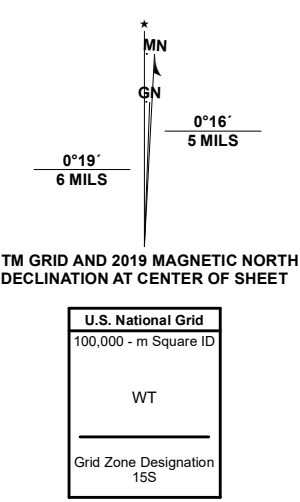 ★
MN
GN
0°16´
5 MILS
0°19´
6 MILS
TM GRID AND 2019 MAGNETIC NORTH
DECLINATION AT CENTER OF SHEET
U.S. National Grid
100,000 - m Square ID
WT
Grid Zone Designation
15S